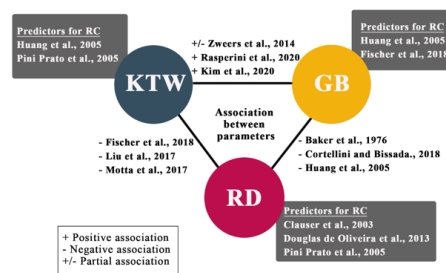 Predictors for RC
Huang et al., 2005
Pini Prato et al., 2005
KTW
+/- Zweers et al., 2014
+ Rasperini et al., 2020
+ Kim et al., 2020
GB
Predictors for RC
Huang et al., 2005
Fischer et al., 2018
Association
between
parameters
- Fischer et al., 2018
- Liu et al., 2017
- Motta et al., 2017
- Baker et al., 1976
- Cortellini and Bissada, 2018
- Huang et al., 2005
RD
Predictors for RC
Clauser et al., 2003
Douglas de Oliveira et al., 2013
Pini Prato et al., 2005
+ Positive association
- Negative association
+/- Partial association